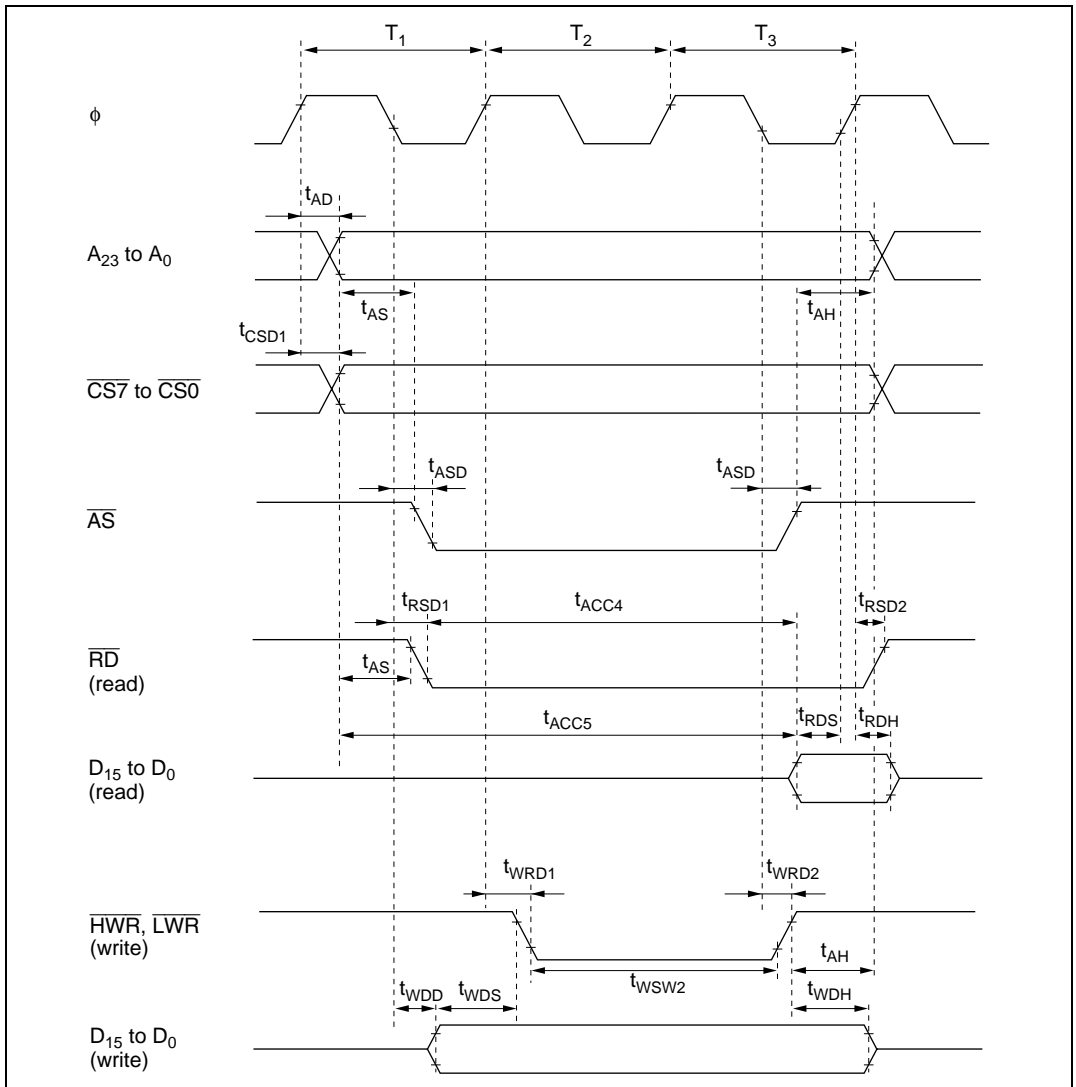 T1 T2 T3
ϕ
tAD
A23 to A0
tAS tAH
tCSD1
CS7 to CS0
tASD tASD
AS
tRSD1 tACC4 tRSD2
RD
(read)
tAS
tACC5 tRDS tRDH
D15 to D0
(read)
tWRD1 tWRD2
HWR, LWR
(write)
tAH
tWSW2
tWDD tWDS tWDH
D15 to D0
(write)